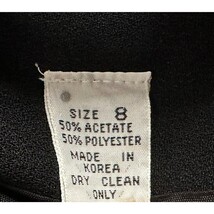 SIZE 8
50% ACETATE
50% POLYESTER
MADE IN
KOREA
DRY CLEAN
ONLY